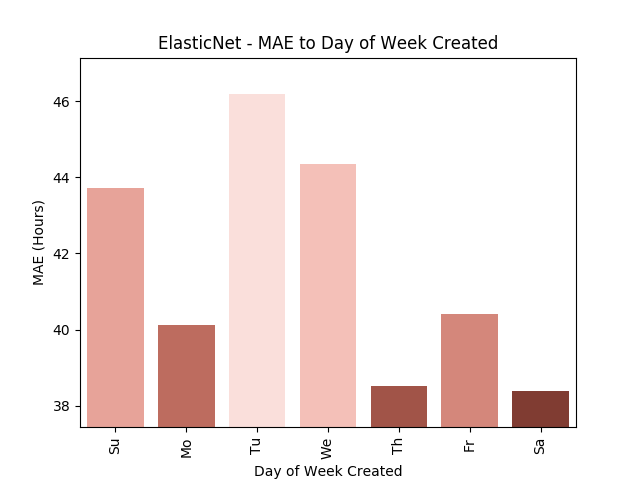 ElasticNet - MAE to Day of Week Created
46
44
42
40
38
MAE (Hours)
Su
Mo
Tu
We
Th
Fr
Sa
Day of Week Created